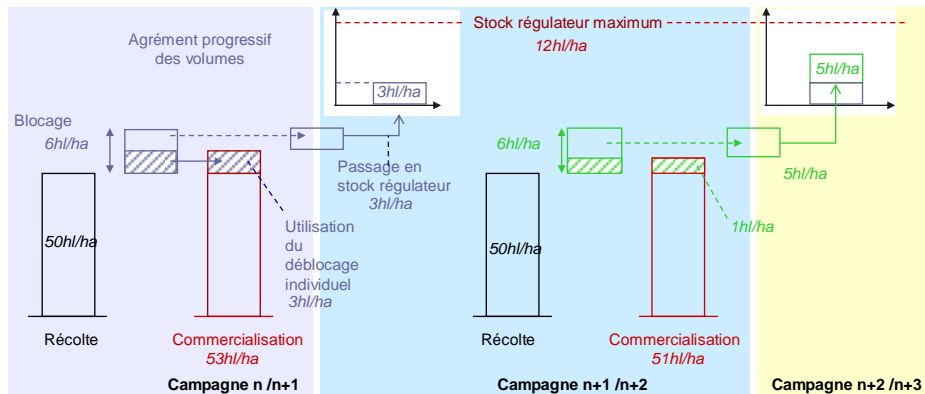 Agrément progressif
des volumes
Blocage
6hl/ha
50hl/ha
Récolte
Utilisation
du
déblocage
individuel
3hl/ha
Commercialisation
53hl/ha
Campagne n /n+1
Stock régulateur maximum
12hl/ha
3hl/ha
Passage en
stock régulateur
3hl/ha
6hl/ha
50hl/ha
Récolte
1hl/ha
Commercialisation
51hl/ha
Campagne n+1 /n+2
5hl/ha
5hl/ha
Campagne n+2 /n+3